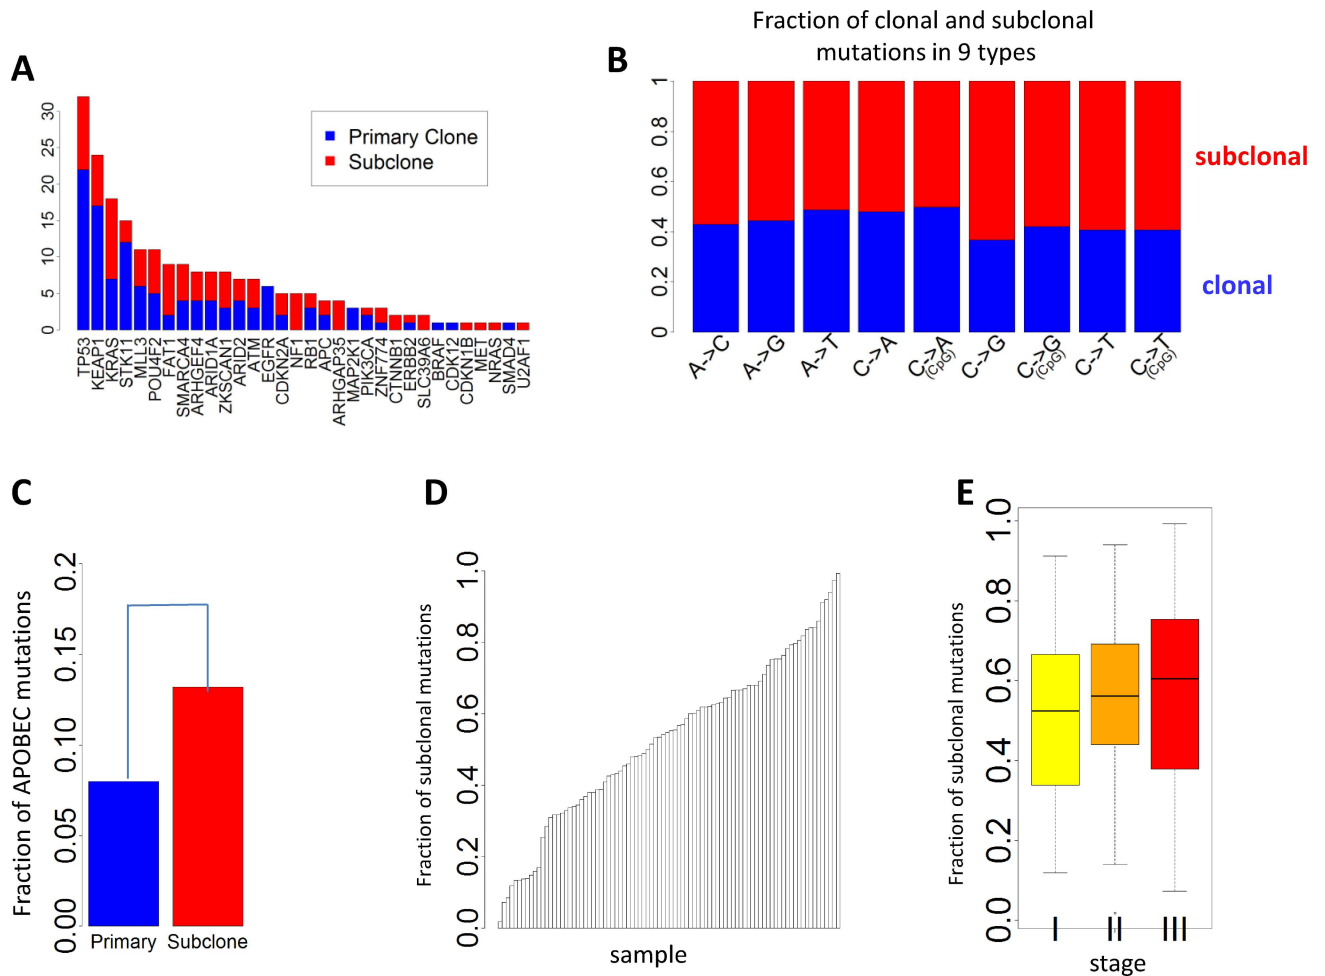 Fraction of clonal and subclonal
mutations in 9 types
A
B
30
25
20
15
10
5
0
Primary Clone
Subclone
TP53
KEAP1
KRAS
STK11
MLL3
POU4F2
FAT1
SMARCA4
ARHGEF4
ARID1A
ZKSCAN1
ARID2
ATM
EGFR
CDKN2A
NF1
RB1
APC
ARHGAP35
MAP2K1
PIK3CA
ZNF774
CTNNB1
ERBB2
SLC39A6
BRAF
CDK12
CDKN1B
MET
NRAS
SMAD4
U2AF1
1
0.8
0.6
0.4
0.2
0
subclonal
clonal
A->C
A->G
A->T
C->A
C->A
(CpG)
C->G
C->G
(CpG)
C->T
C->T
(CpG)
C
Fraction of APOBEC mutations
0.2
0.15
0.10
0.05
0.00
Primary
Subclone
D
Fraction of subclonal mutations
1.0
0.8
0.6
0.4
0.2
0.0
sample
E
Fraction of subclonal mutations
1.0
0.8
0.6
0.4
0.2
0.0
I
II
III
stage